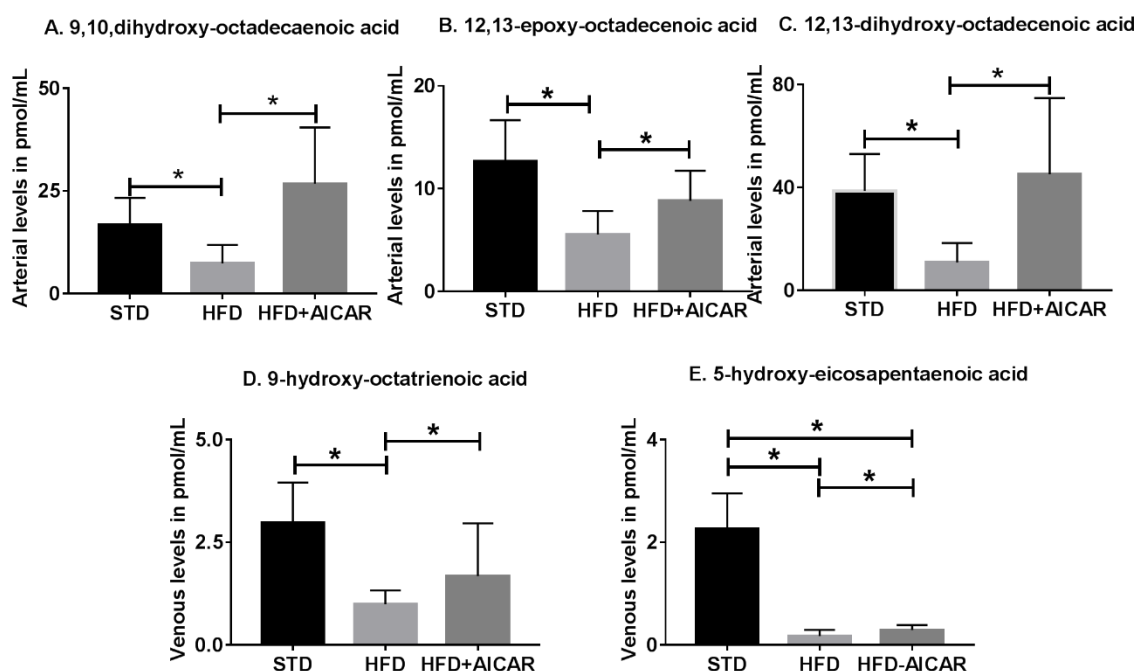 A. 9,10,dihydroxy-octadecaenoic acid
Arterial levels in pmol/mL
50
25
0
*
*
STD HFD HFD+AICAR
B. 12,13-epoxy-octadecenoic acid
Arterial levels in pmol/mL
20
10
0
*
*
STD HFD HFD+AICAR
C. 12,13-dihydroxy-octadecenoic acid
Arterial levels in pmol/mL
80
40
0
*
*
STD HFD HFD+AICAR
D. 9-hydroxy-octatrienoic acid
Venous levels in pmol/mL
5.0
2.5
0.0
*
*
STD HFD HFD+AICAR
E. 5-hydroxy-eicosapentaenoic acid
Venous levels in pmol/mL
4
2
0
*
*
*
STD HFD HFD-AICAR